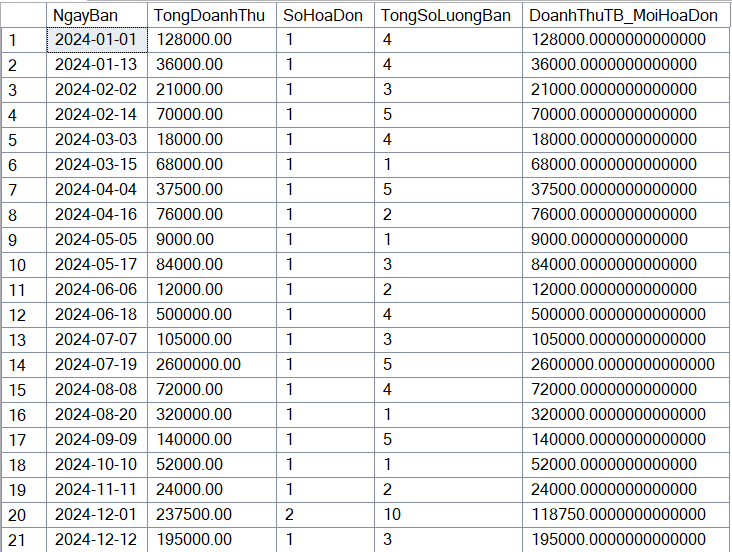 NgayBan TongDoanhThu SoHoaDon TongSoLuongBan DoanhThuTB_MoiHoaDon
1 2024-01-01 128000.00 1 4 128000.0000000000000
2 2024-01-13 36000.00 1 4 36000.0000000000000
3 2024-02-02 21000.00 1 3 21000.0000000000000
4 2024-02-14 70000.00 1 5 70000.0000000000000
5 2024-03-03 18000.00 1 4 18000.0000000000000
6 2024-03-15 68000.00 1 1 68000.0000000000000
7 2024-04-04 37500.00 1 5 37500.0000000000000
8 2024-04-16 76000.00 1 2 76000.0000000000000
9 2024-05-05 9000.00 1 1 9000.0000000000000
10 2024-05-17 84000.00 1 3 84000.0000000000000
11 2024-06-06 12000.00 1 2 12000.0000000000000
12 2024-06-18 500000.00 1 4 500000.0000000000000
13 2024-07-07 105000.00 1 3 105000.0000000000000
14 2024-07-19 2600000.00 1 5 2600000.0000000000000
15 2024-08-08 72000.00 1 4 72000.0000000000000
16 2024-08-20 320000.00 1 1 320000.0000000000000
17 2024-09-09 140000.00 1 5 140000.0000000000000
18 2024-10-10 52000.00 1 1 52000.0000000000000
19 2024-11-11 24000.00 1 2 24000.0000000000000
20 2024-12-01 237500.00 2 10 118750.0000000000000
21 2024-12-12 195000.00 1 3 195000.0000000000000